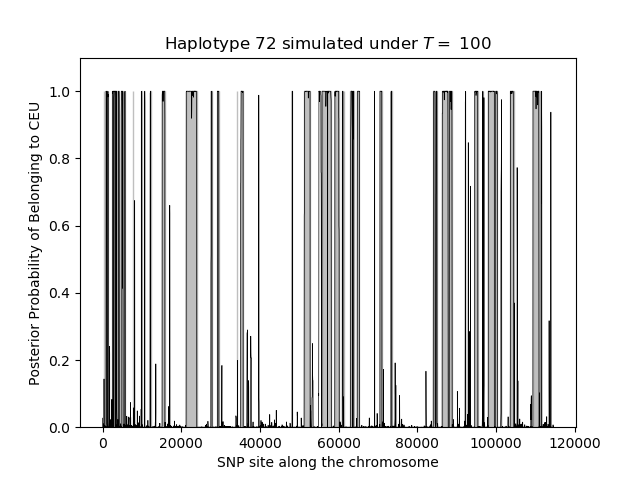 Haplotype 72 simulated under T = 100
Posterior Probability of Belonging to CEU
1.0
0.8
0.6
0.4
0.2
0.0
0 20000 40000 60000 80000 100000 120000
SNP site along the chromosome